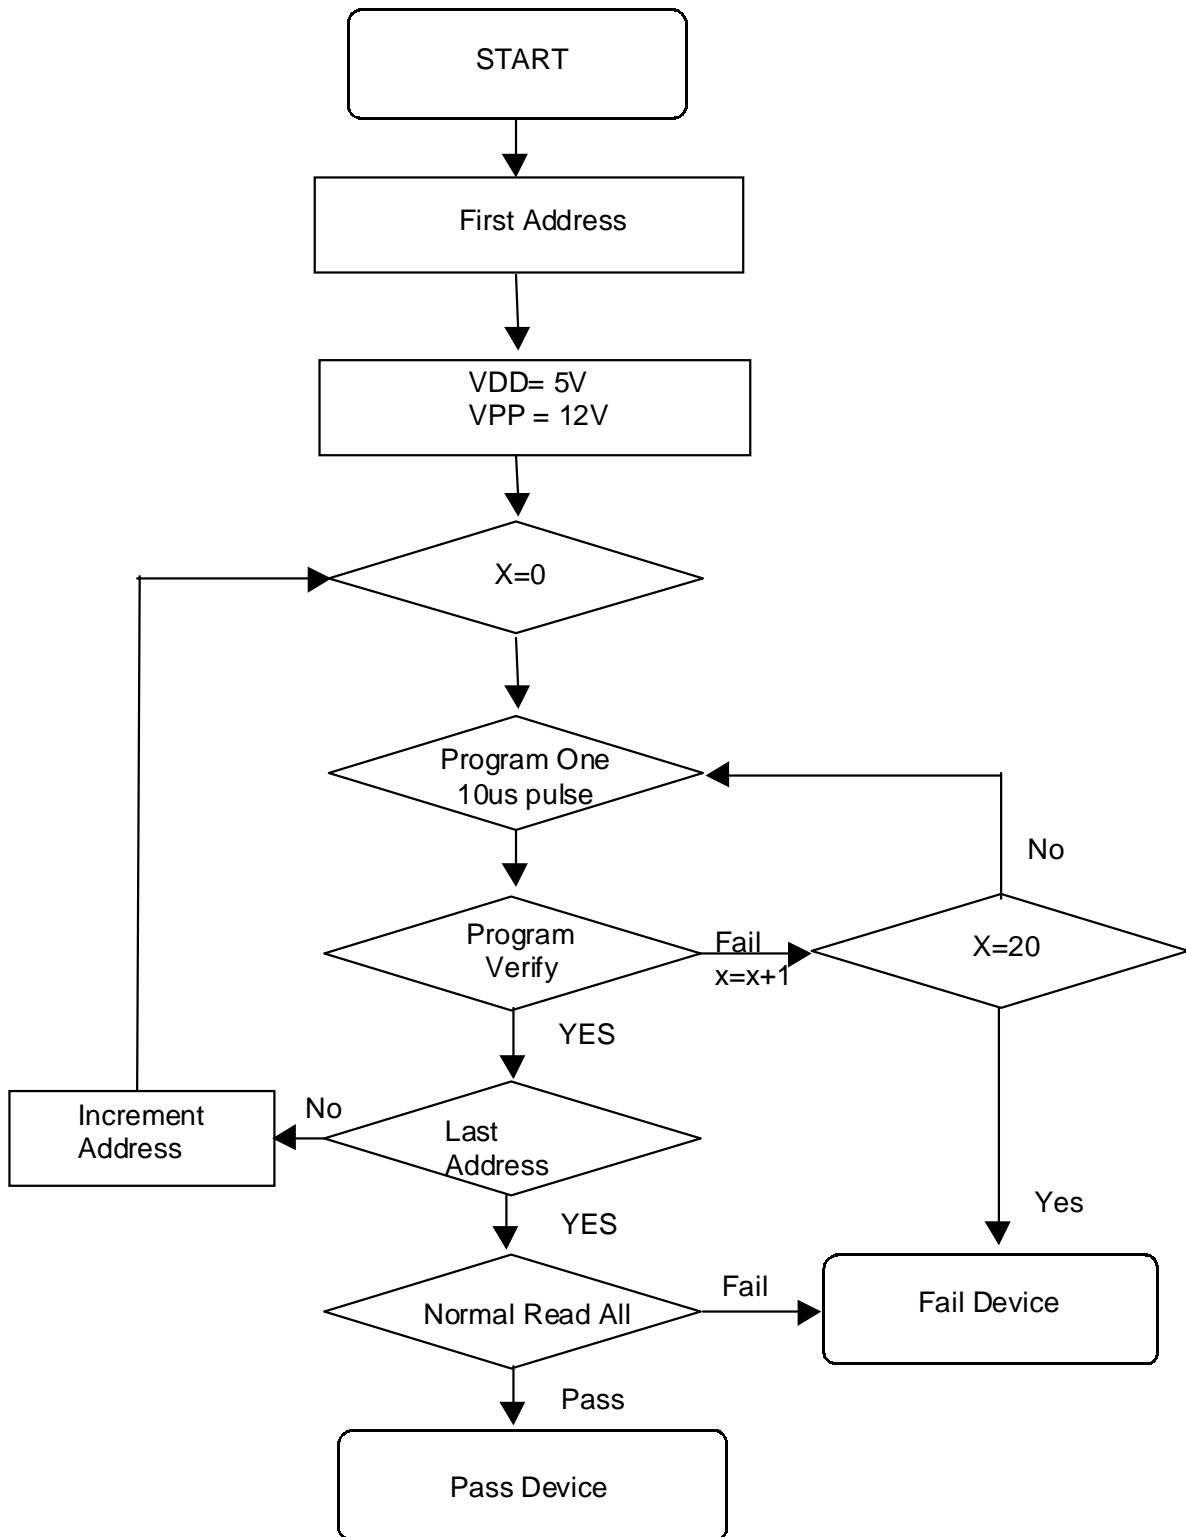 START
First Address
VDD= 5V
VPP = 12V
X=0
Program One
10us pulse
No
Program
Verify
Fail
x=x+1
X=20
YES
Increment
Address
No
Last
Address
Yes
YES
Normal Read All
Fail
Fail Device
Pass
Pass Device